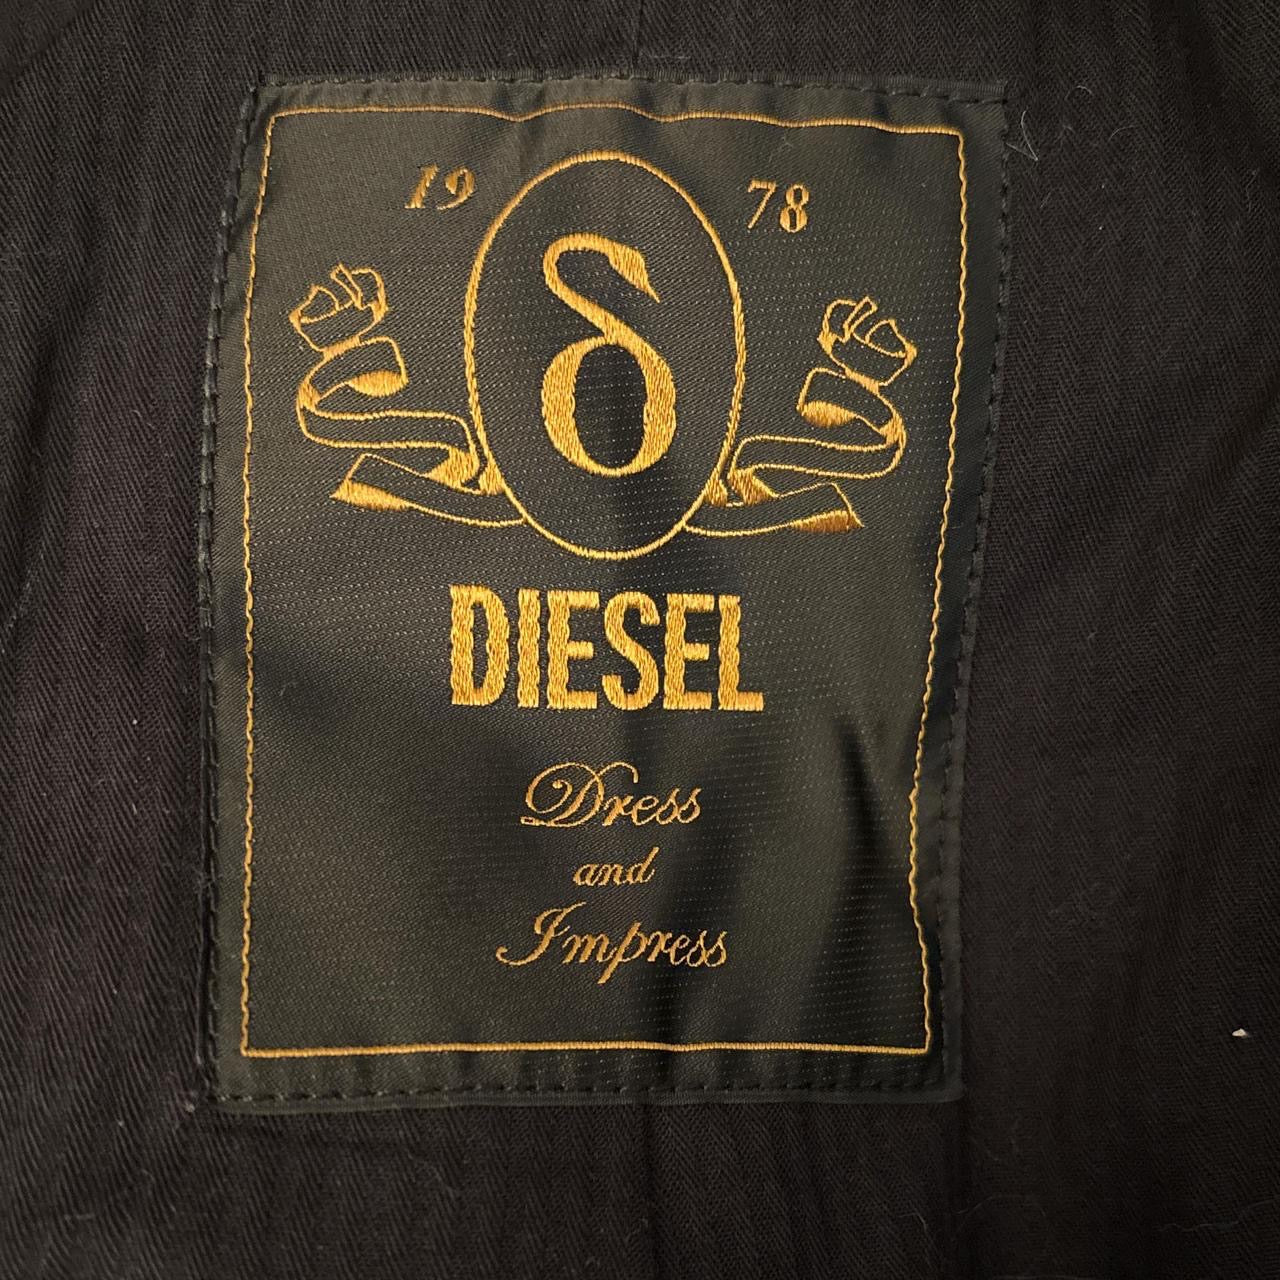 19 78
δ
DIESEL
Dress
and
Impress